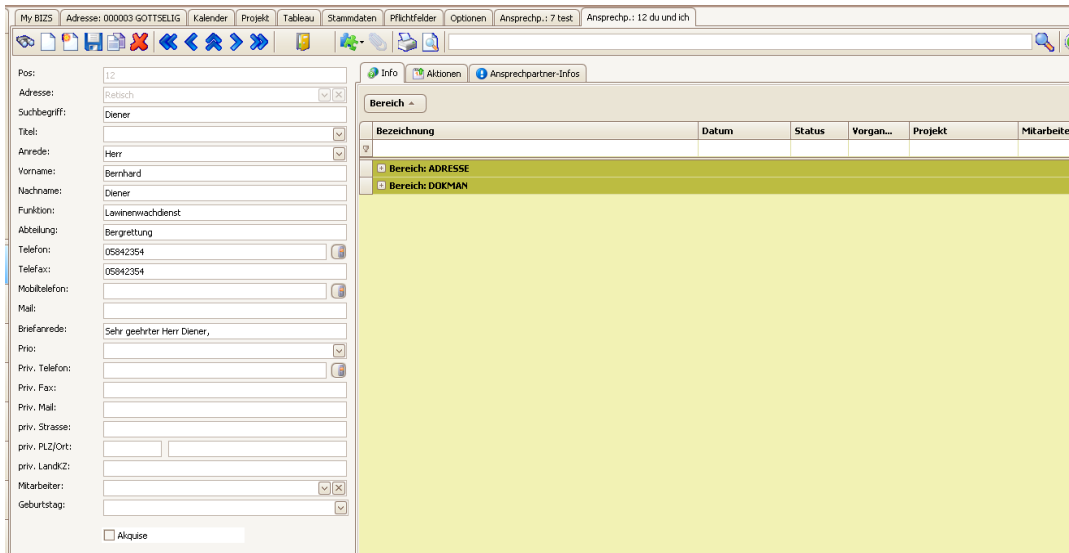 My BIZS Adresse: 000003 GOTTSELIG Kalender Projekt Tableau Stammdaten Pflichtfelder Optionen Ansprechp.: 7 test Ansprechp.: 12 du und ich
Info Aktionen Ansprechpartner-Infos
Pos: 12
Adresse: Retisch
Suchbegriff: Diener
Titel:
Anrede: Herr
Vorname: Bernhard
Nachname: Diener
Funktion: Lawinenwachdienst
Abteilung: Bergrettung
Telefon: 05842354
Telefax: 05842354
Mobiltelefon:
Mail:
Briefanrede: Sehr geehrter Herr Diener,
Prio:
Priv. Telefon:
Priv. Fax:
Priv. Mail:
priv. Strasse:
priv. PLZ/Ort:
priv. LandKZ:
Mitarbeiter:
Geburtstag:
Akquise
Bereich
Bezeichnung Datum Status Vorgan... Projekt Mitarbeite
Bereich: ADRESSE
Bereich: DOKMAN